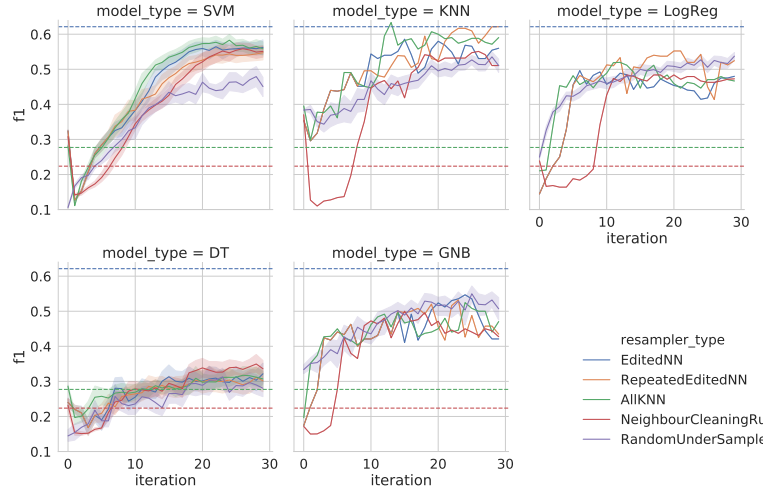 model_type = SVM
model_type = KNN
model_type = LogReg
f1
0.6
0.5
0.4
0.3
0.2
0.1
0 10 20 30
iteration
model_type = DT
model_type = GNB
f1
0.6
0.5
0.4
0.3
0.2
0.1
0 10 20 30
iteration
0 10 20 30
iteration
resampler_type
EditedNN
RepeatedEditedNN
AllKNN
NeighbourCleaningRu
RandomUnderSample